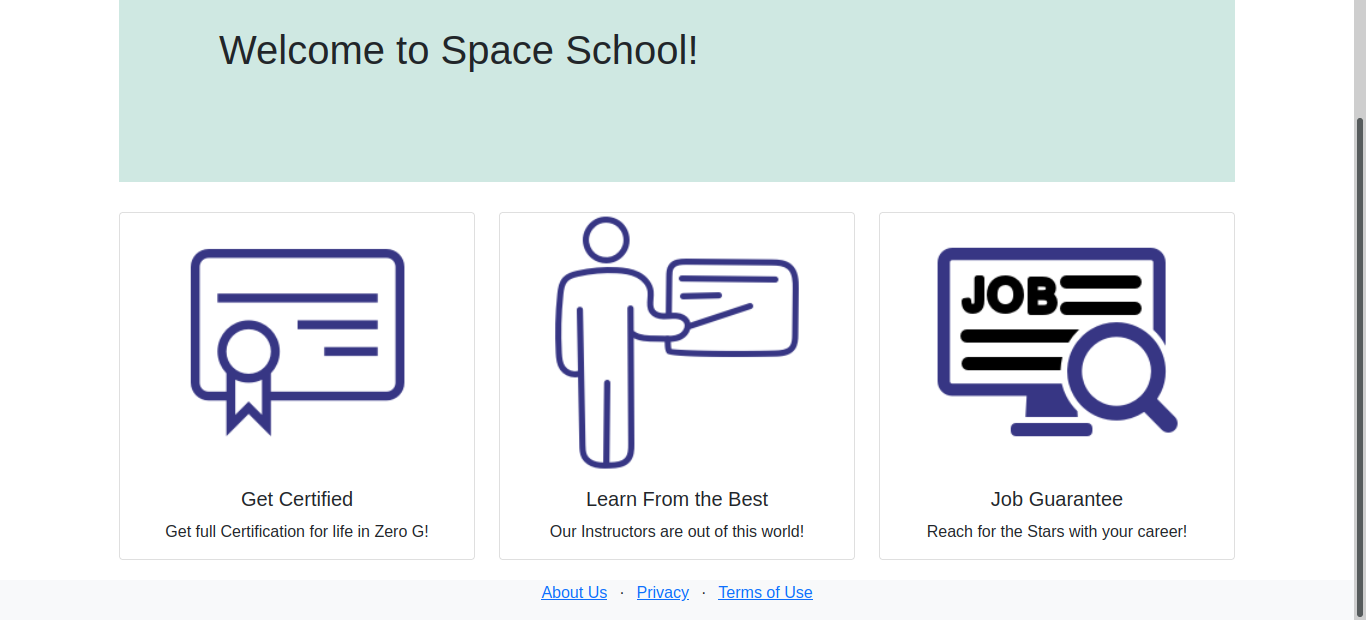 Welcome to Space School!
JOB
Get Certified
Get full Certification for life in Zero G!
Learn From the Best
Our Instructors are out of this world!
Job Guarantee
Reach for the Stars with your career!
About Us · Privacy · Terms of Use